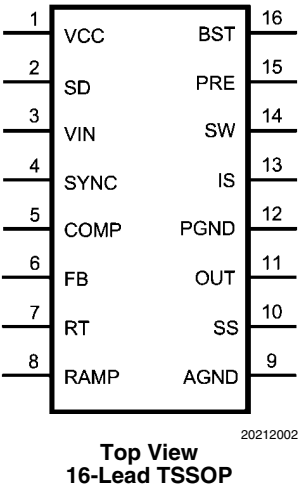 1 VCC BST 16
2 SD PRE 15
3 VIN SW 14
4 SYNC IS 13
5 COMP PGND 12
6 FB OUT 11
7 RT SS 10
8 RAMP AGND 9
20212002
Top View
16-Lead TSSOP